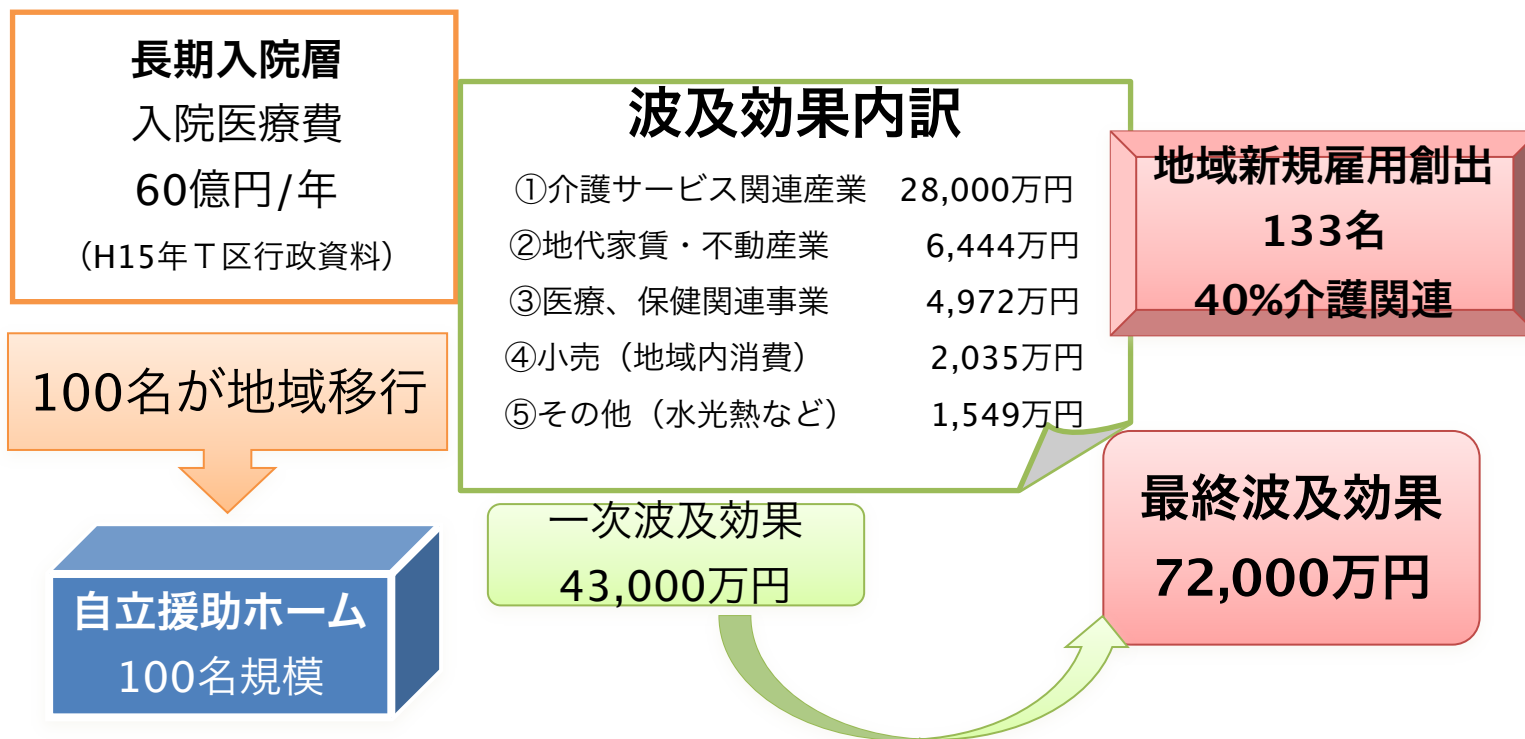 長期入院層
入院医療費
60億円/年
（H15年Ｔ区行政資料）
100名が地域移行
自立援助ホーム
100名規模
波及効果内訳
①介護サービス関連産業 28,000万円
②地代家賃・不動産業 6,444万円
③医療、保健関連事業 4,972万円
④小売（地域内消費） 2,035万円
⑤その他（水光熱など） 1,549万円
一次波及効果
43,000万円
地域新規雇用創出
133名
40%介護関連
最終波及効果
72,000万円